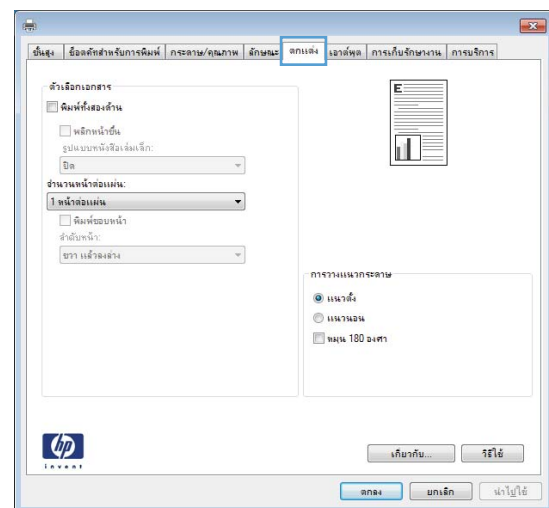 ขั้นสูง ช็อตคัทสำหรับการพิมพ์ กระดาษ/คุณภาพ ลักษณะ ตกแต่ง เอาต์พุต การเก็บรักษางาน การบริการ
ตัวเลือกเอกสาร
พิมพ์ทั้งสองด้าน
พลิกหน้าขึ้น
รูปแบบหนังสือเล่มเล็ก:
ปิด
จำนวนหน้าต่อแผ่น:
1 หน้าต่อแผ่น
พิมพ์ขอบหน้า
ลำดับหน้า:
ขวา แล้วลงล่าง
E
การวางแนวกระดาษ
แนวตั้ง
แนวนอน
หมุน 180 องศา
hp
invent
เกี่ยวกับ... วิธีใช้
ตกลง ยกเลิก นำไปใช้